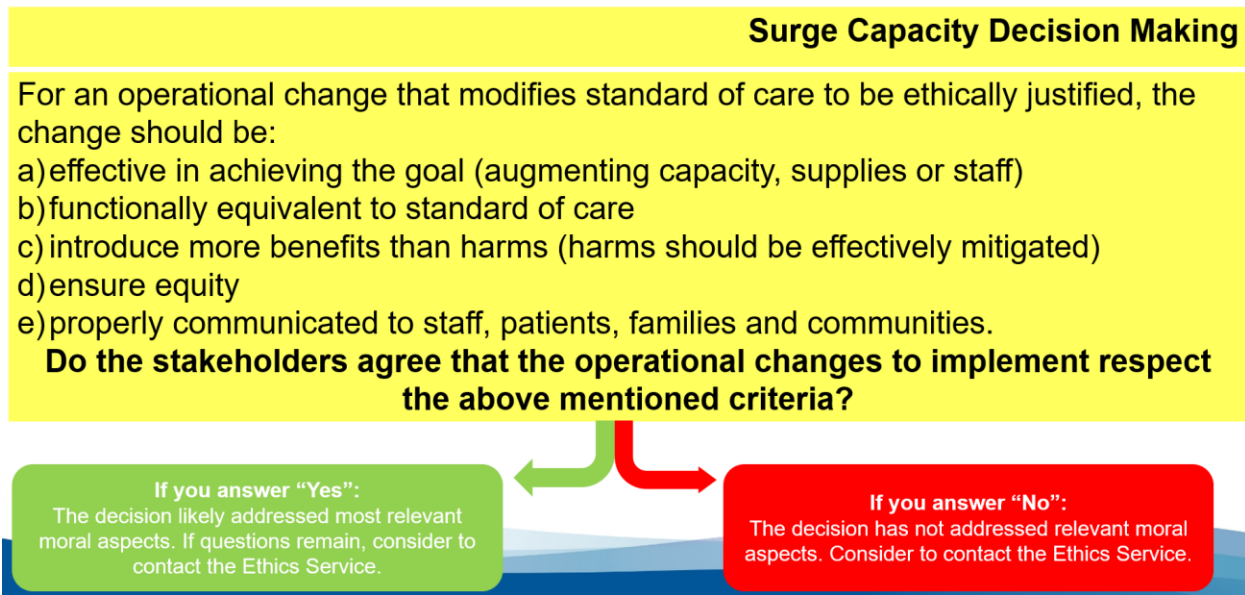 Surge Capacity Decision Making
For an operational change that modifies standard of care to be ethically justified, the
change should be:
a) effective in achieving the goal (augmenting capacity, supplies or staff)
b) functionally equivalent to standard of care
c) introduce more benefits than harms (harms should be effectively mitigated)
d) ensure equity
e) properly communicated to staff, patients, families and communities.
Do the stakeholders agree that the operational changes to implement respect
the above mentioned criteria?
If you answer “Yes”:
The decision likely addressed most relevant
moral aspects. If questions remain, consider to
contact the Ethics Service.
If you answer “No”:
The decision has not addressed relevant moral
aspects. Consider to contact the Ethics Service.